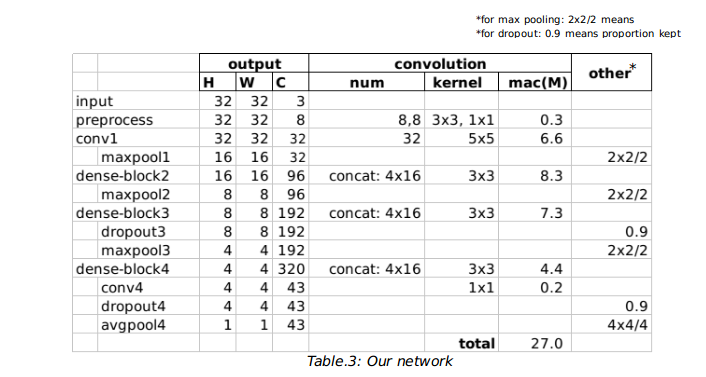 *for max pooling: 2x2/2 means
*for dropout: 0.9 means proportion kept
output convolution other*
H W C num kernel mac(M)
input 32 32 3
preprocess 32 32 8 8,8 3x3, 1x1 0.3
conv1 32 32 32 32 5x5 6.6
maxpool1 16 16 32 2x2/2
dense-block2 16 16 96 concat: 4x16 3x3 8.3
maxpool2 8 8 96 2x2/2
dense-block3 8 8 192 concat: 4x16 3x3 7.3
dropout3 8 8 192 0.9
maxpool3 4 4 192 2x2/2
dense-block4 4 4 320 concat: 4x16 3x3 4.4
conv4 4 4 43 1x1 0.2
dropout4 4 4 43 0.9
avgpool4 1 1 43 4x4/4
total 27.0
Table.3: Our network